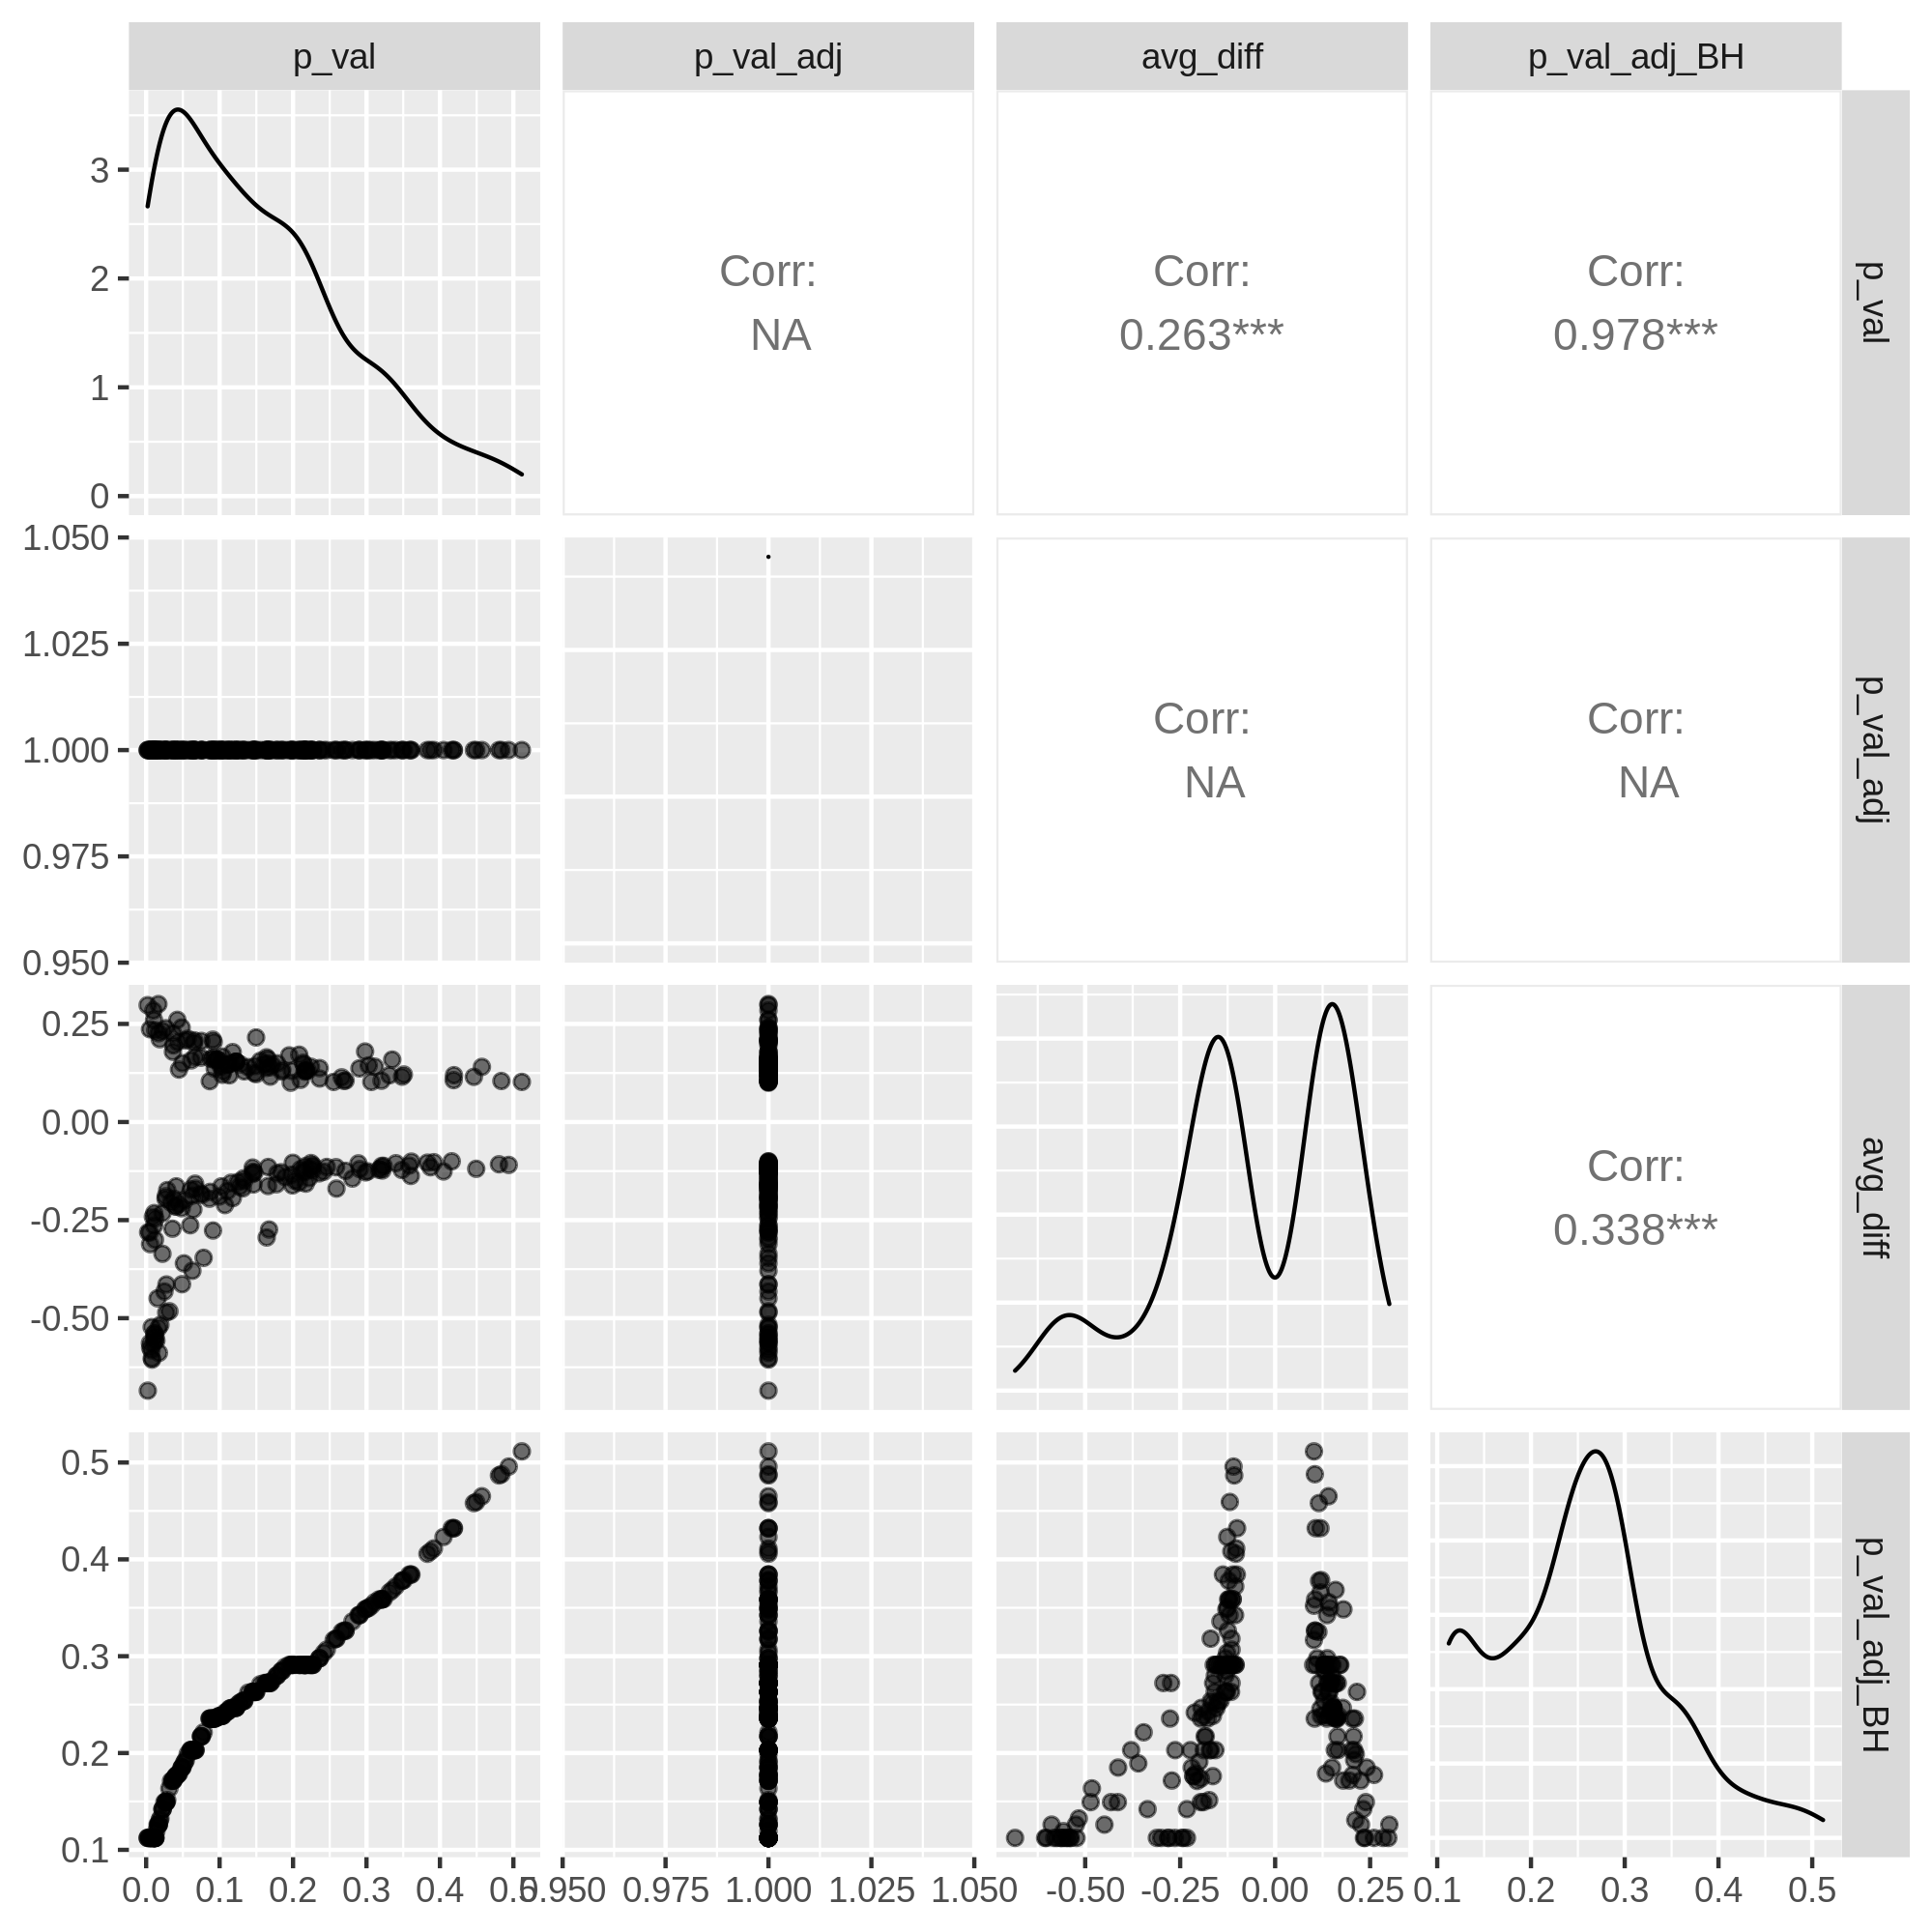 p_val
p_val_adj
avg_diff
p_val_adj_BH
3
2
1
0
Corr:
NA
Corr:
0.263***
Corr:
0.978***
p_val
1.050
1.025
1.000
0.975
0.950
Corr:
NA
Corr:
NA
p_val_adj
0.25
0.00
-0.25
-0.50
Corr:
0.338***
avg_diff
0.5
0.4
0.3
0.2
0.1
p_val_adj_BH
0.0 0.1 0.2 0.3 0.4 0.5
0.950 0.975 1.000 1.025 1.050
-0.50 -0.25 0.00 0.25
0.1 0.2 0.3 0.4 0.5